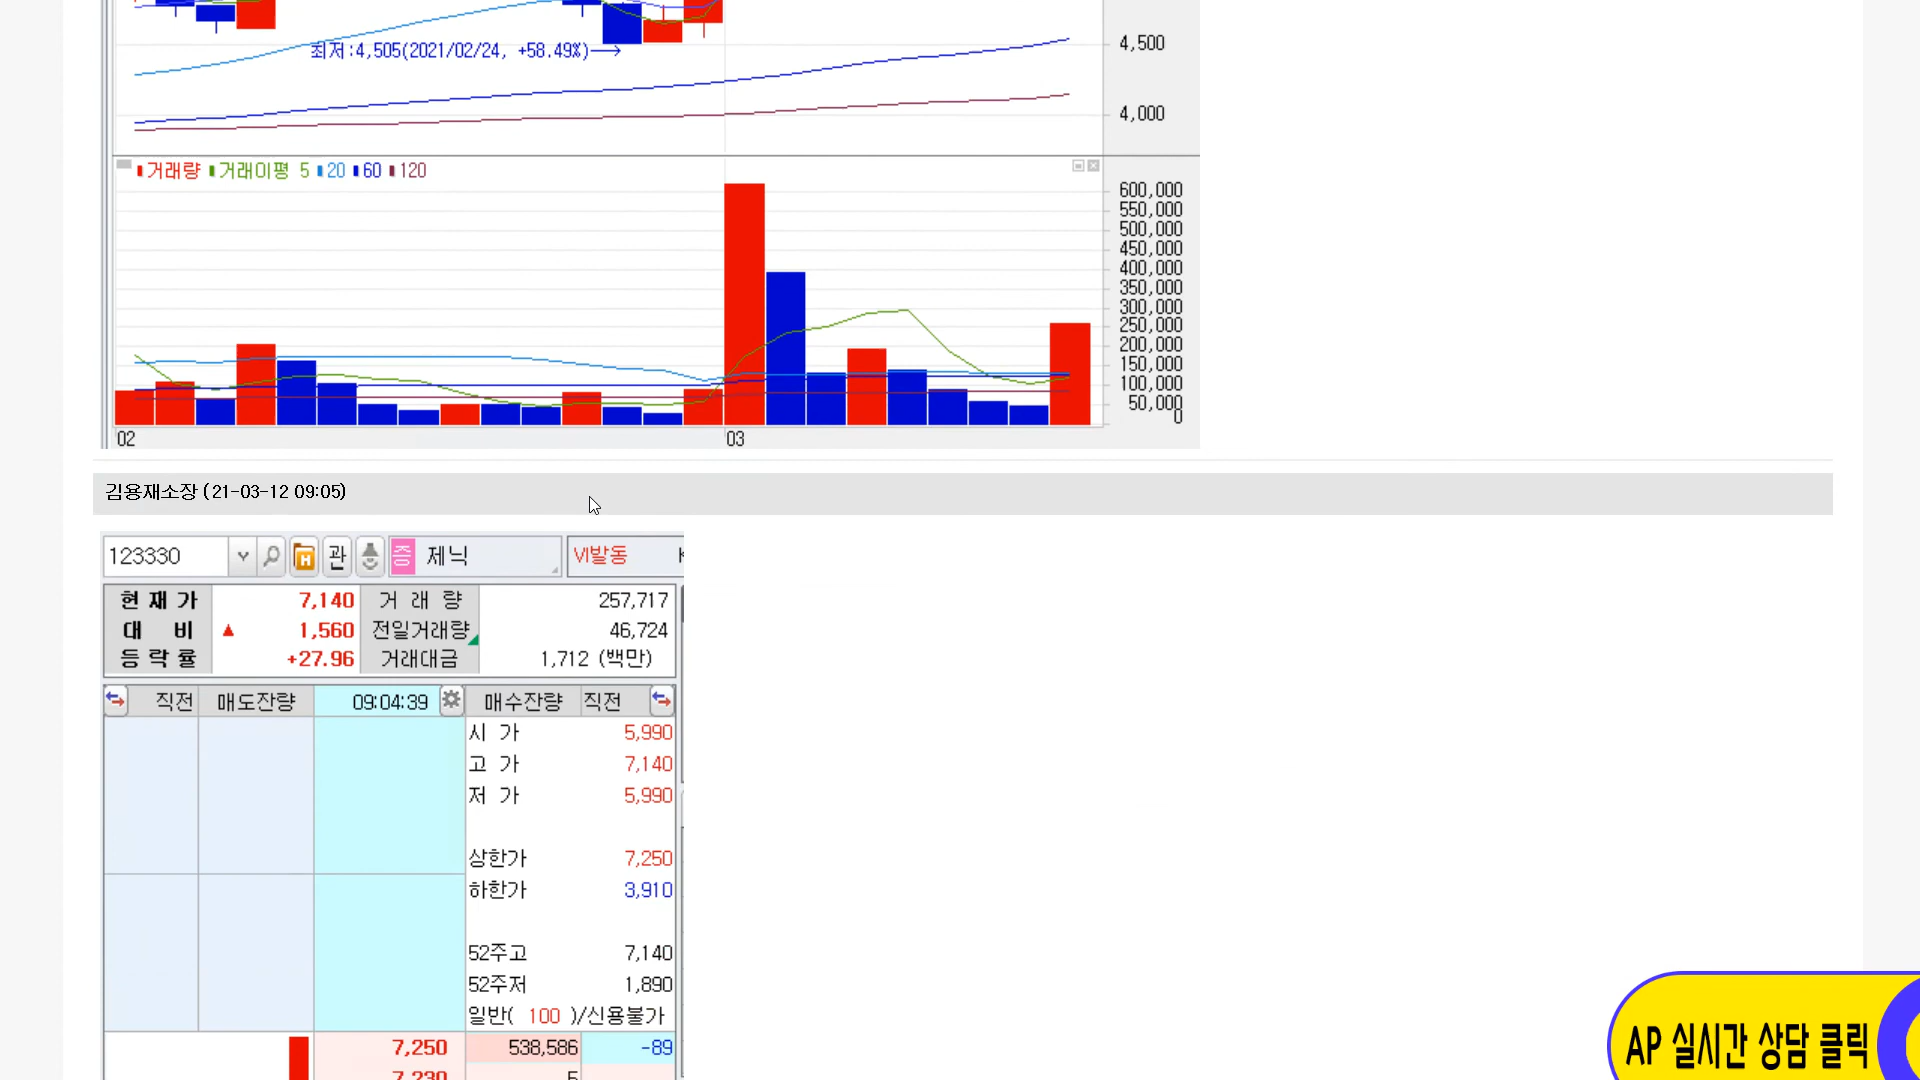 최저:4,505(2021/02/24, +58.49%)
4,500
4,000
거래량 거래이평 5 20 60 120
600,000
550,000
500,000
450,000
400,000
350,000
300,000
250,000
200,000
150,000
100,000
50,000
0
02 03
김용재소장 (21-03-12 09:05)
123330 관 증 제닉 VI발동
현재가 7,140 거래량 257,717
대비 ▲ 1,560 전일거래량 46,724
등락률 +27.96 거래대금 1,712 (백만)
직전 매도잔량 09:04:39 매수잔량 직전
시가 5,990
고가 7,140
저가 5,990
상한가 7,250
하한가 3,910
52주고 7,140
52주저 1,890
일반( 100 )/신용불가
7,250 538,586 -89
7,230 5
AP 실시간 상담 클릭